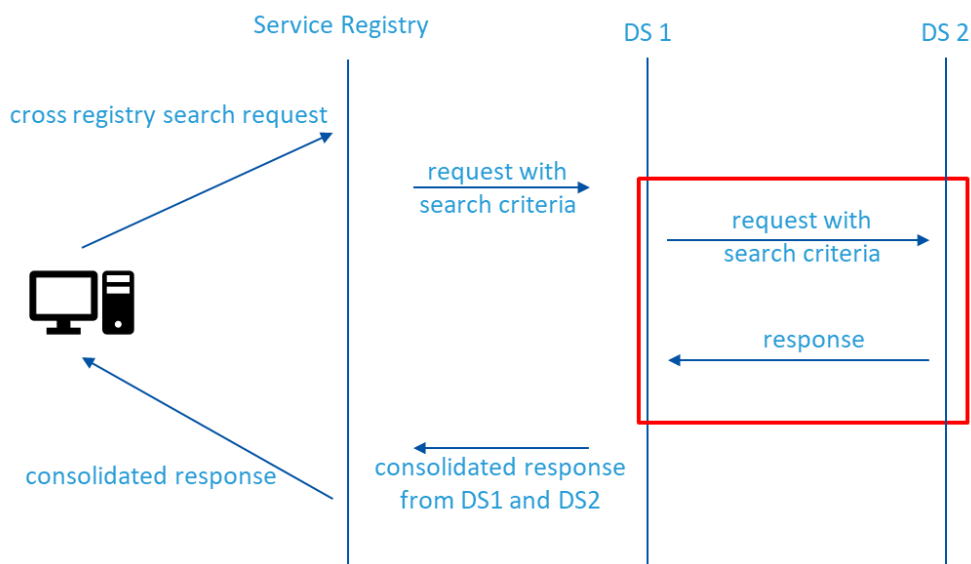 Service Registry
DS 1
DS 2
cross registry search request
request with
search criteria
request with
search criteria
response
consolidated response
from DS1 and DS2
consolidated response